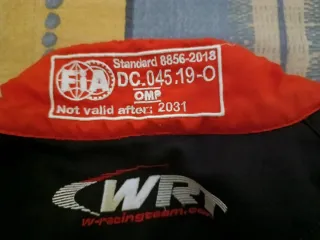 Standard 8856-2018
FIA DC.045.19-O
OMP
Not valid after: 2031
WRT
w-racingteam.com